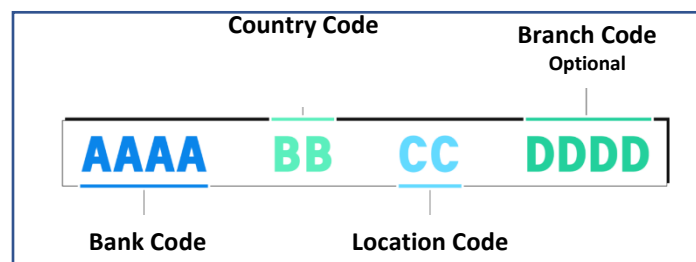 Country Code
Branch Code
Optional
AAAA BB CC DDDD
Bank Code
Location Code